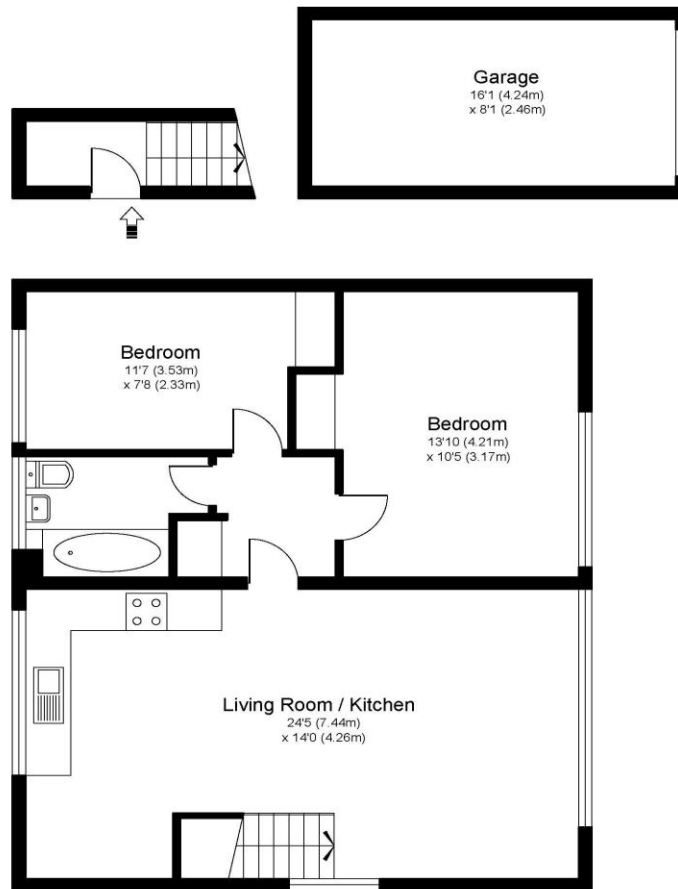 Garage
16'1 (4.24m)
x 8'1 (2.46m)
Bedroom
11'7 (3.53m)
x 7'8 (2.33m)
Bedroom
13'10 (4.21m)
x 10'5 (3.17m)
Living Room / Kitchen
24'5 (7.44m)
x 14'0 (4.26m)